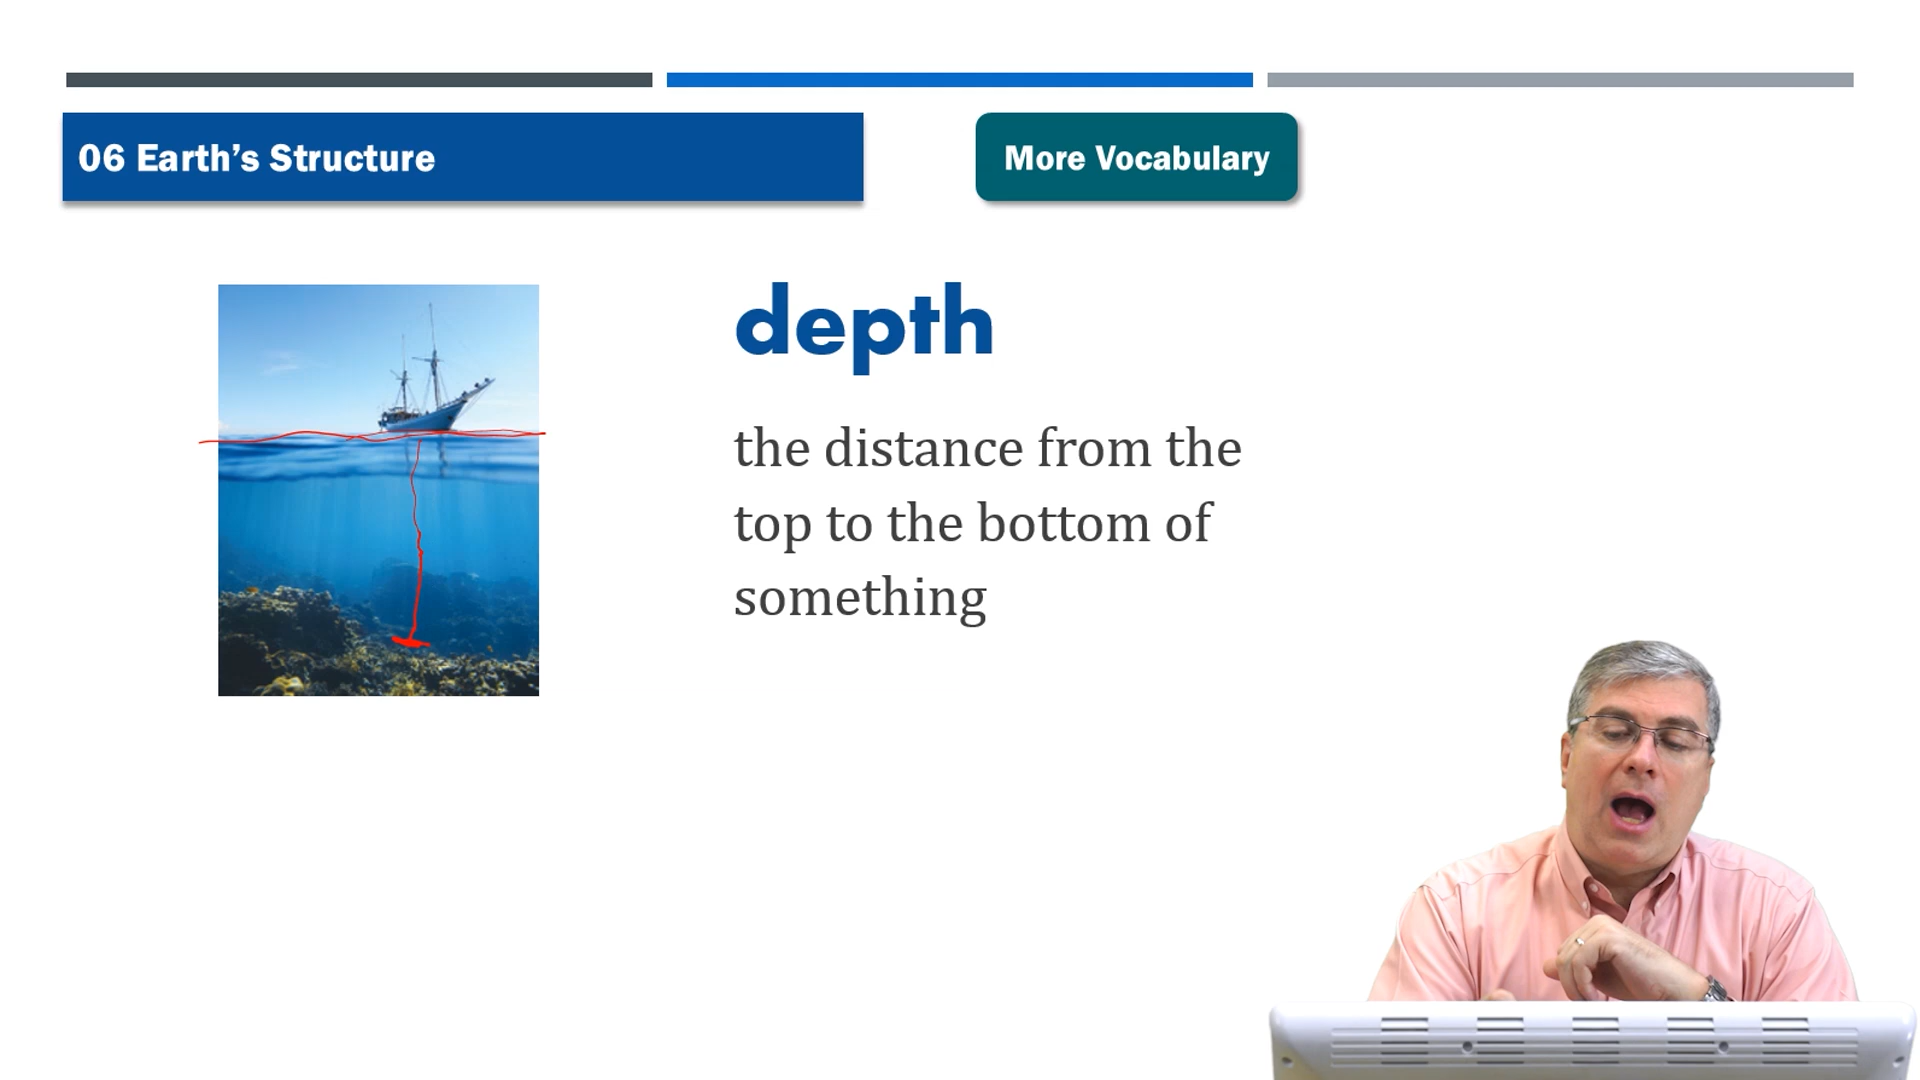 06 Earth’s Structure
More Vocabulary
depth
the distance from the
top to the bottom of
something